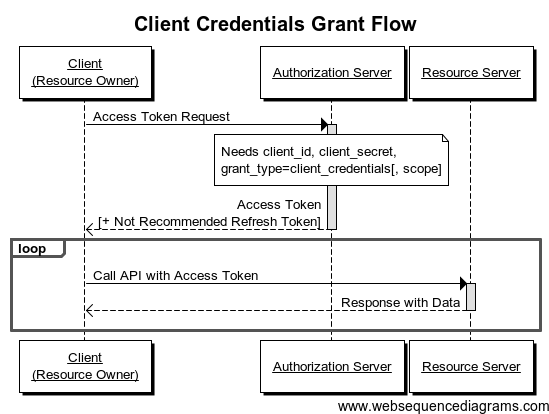 Client Credentials Grant Flow
Client
(Resource Owner)
Authorization Server
Resource Server
Access Token Request
Needs client_id, client_secret,
grant_type=client_credentials[, scope]
Access Token
[+ Not Recommended Refresh Token]
loop
Call API with Access Token
Response with Data
Client
(Resource Owner)
Authorization Server
Resource Server
www.websequencediagrams.com